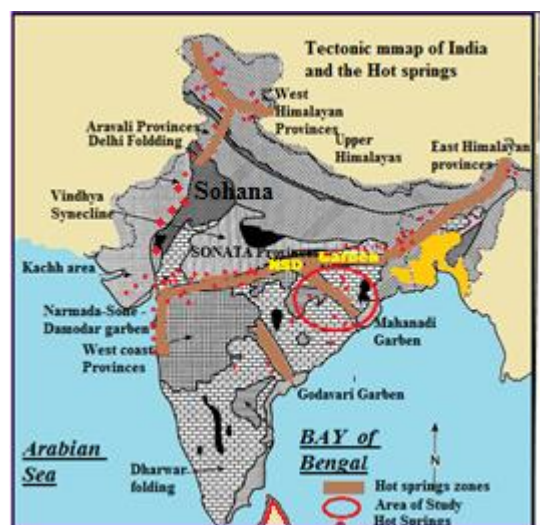 Tectonic mmap of India
and the Hot springs
West
Himalayan
Provinces
Aravali Provinces
Delhi Foldding
Upper
Himalayas
East Himalayan
provinces
Vindhya
Synecline
Sohana
SONATA Province
NSD Garben
Kachh area
Narmada-Sone
Damodar garben
West coast
Provinces
Mahanadi
Garben
Godavari Garben
Arabian
Sea
BAY of
Bengal
N
Dharwar
folding
Hot springs zones
Area of Study
Hot Springs